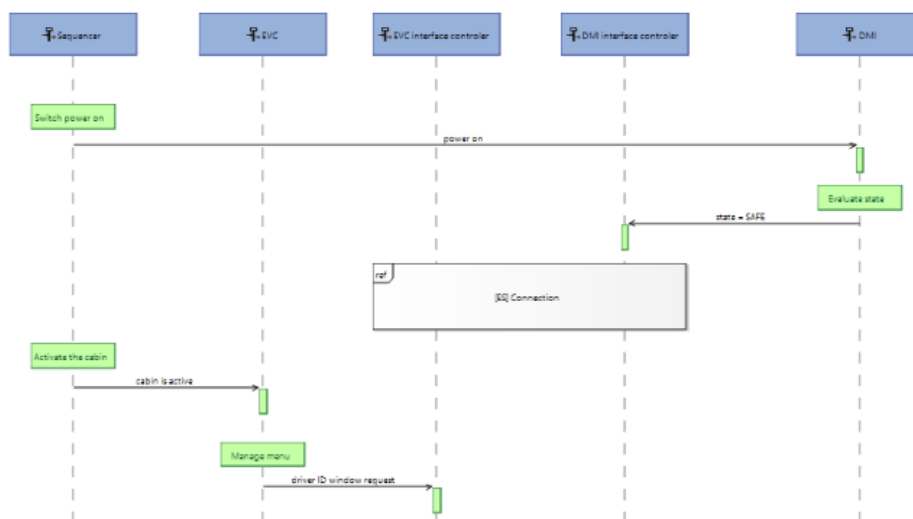 Sequencer
EVC
EVC interface controler
DMI interface controler
DMI
Switch power on
power on
Evaluate state
state = SAFE
ref
[ES] Connection
Activate the cabin
cabin is active
Manage menu
driver ID window request